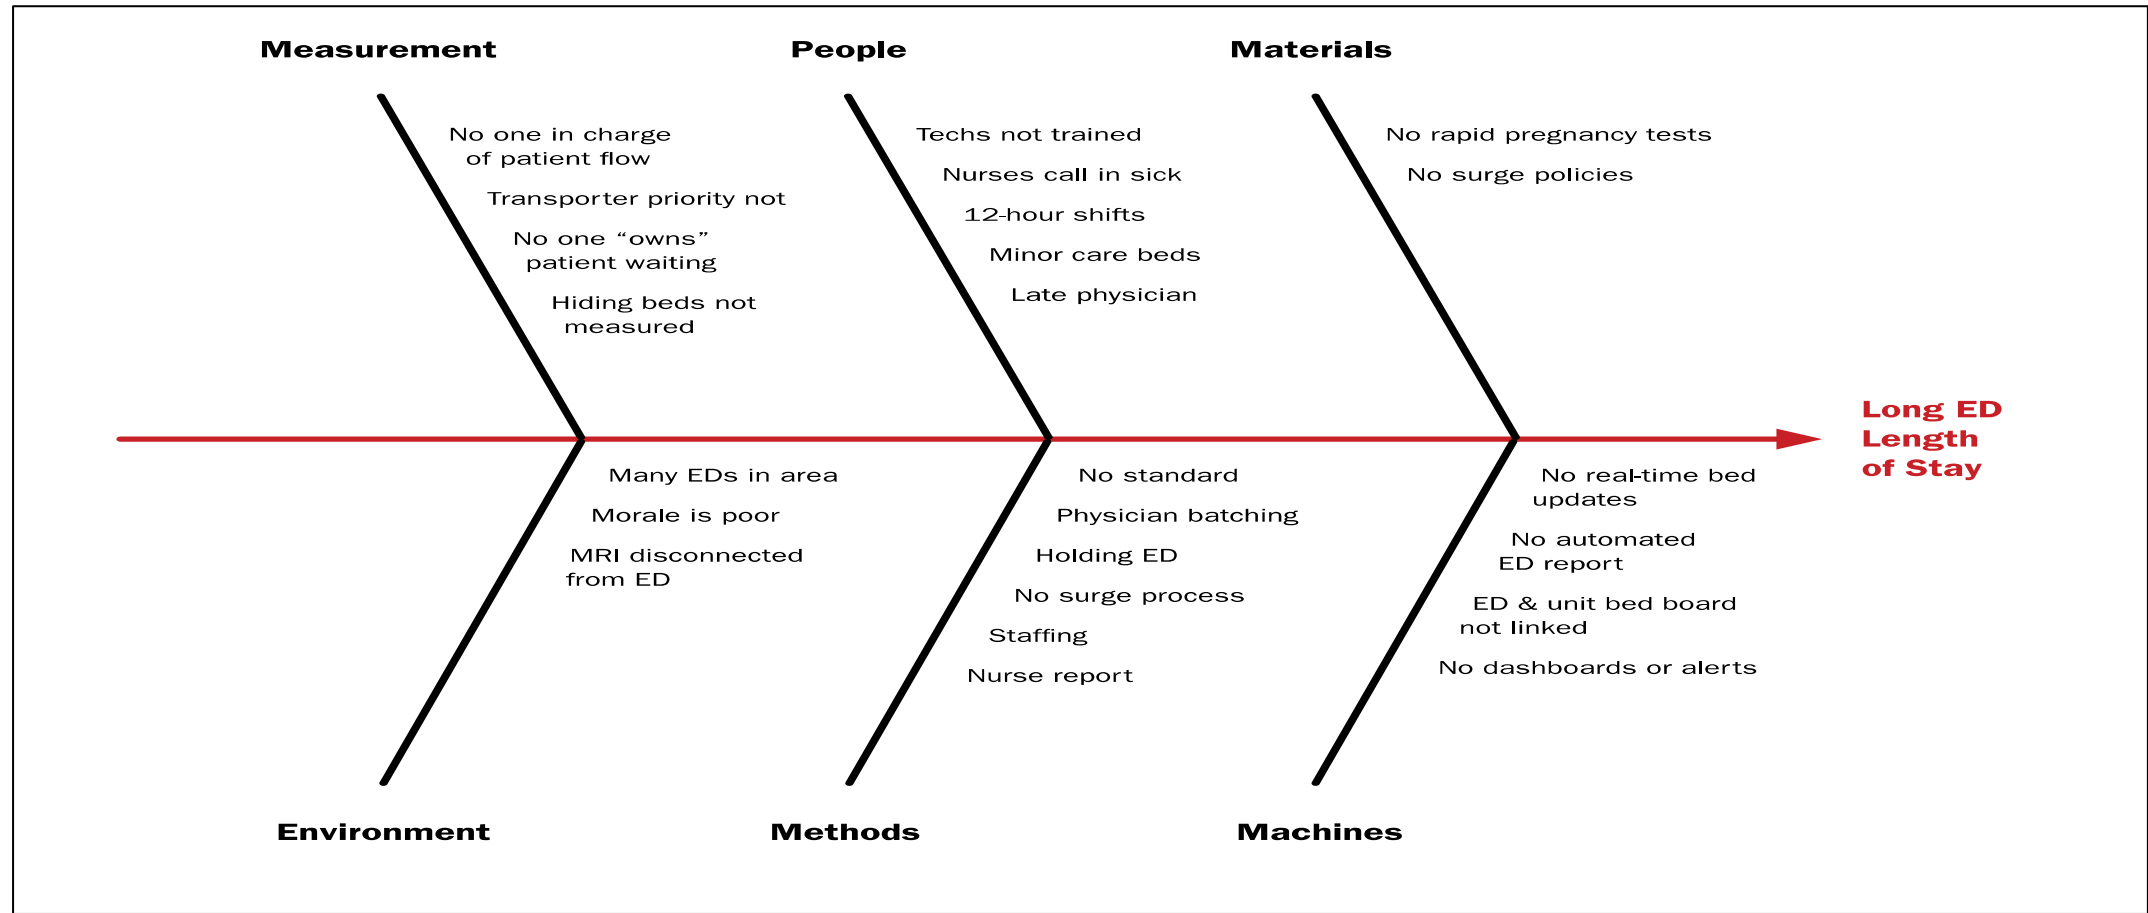 Measurement
No one in charge
of patient flow
Transporter priority not
No one “owns”
patient waiting
Hiding beds not
measured
People
Techs not trained
Nurses call in sick
12-hour shifts
Minor care beds
Late physician
Materials
No rapid pregnancy tests
No surge policies
Long ED
Length
of Stay
Many EDs in area
Morale is poor
MRI disconnected
from ED
Environment
No standard
Physician batching
Holding ED
No surge process
Staffing
Nurse report
Methods
No real-time bed
updates
No automated
ED report
ED & unit bed board
not linked
No dashboards or alerts
Machines